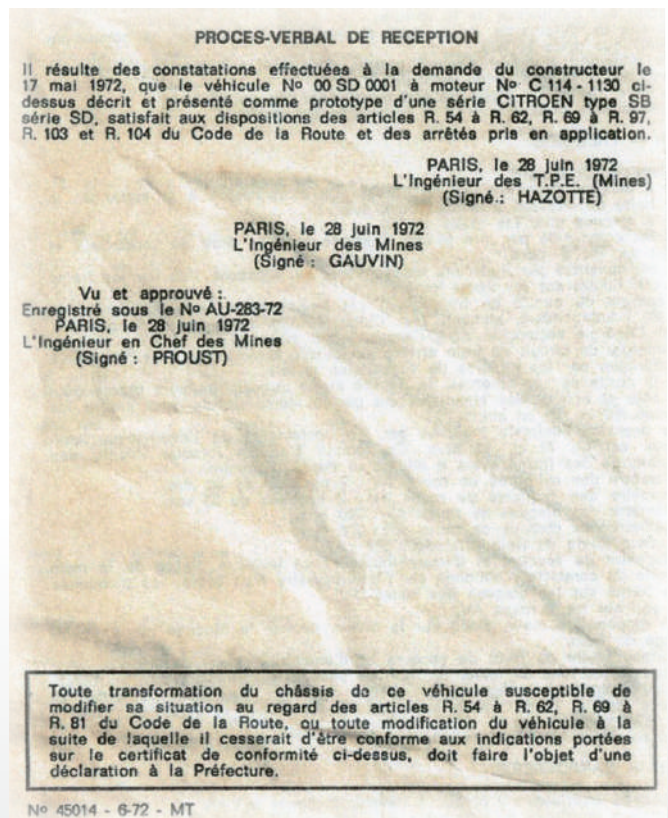 PROCES-VERBAL DE RECEPTION
Il résulte des constatations effectuées à la demande du constructeur le
17 mai 1972, que le véhicule Nº 00 SD 0001 à moteur Nº C 114 - 1130 ci-
dessus décrit et présenté comme prototype d'une série CITROEN type SB
série SD, satisfait aux dispositions des articles R. 54 à R. 62, R. 69 à R. 97,
R. 103 et R. 104 du Code de la Route et des arrêtés pris en application.
PARIS, le 28 juin 1972
L'Ingénieur des T.P.E. (Mines)
(Signé : HAZOTTE)
PARIS, le 28 juin 1972
L'Ingénieur des Mines
(Signé : GAUVIN)
Vu et approuvé :
Enregistré sous le Nº AU-283-72
PARIS, le 28 juin 1972
L'Ingénieur en Chef des Mines
(Signé : PROUST)
Toute transformation du châssis de ce véhicule susceptible de
modifier sa situation au regard des articles R. 54 à R. 62, R. 69 à
R. 81 du Code de la Route, ou toute modification du véhicule à la
suite de laquelle il cesserait d'être conforme aux indications portées
sur le certificat de conformité ci-dessus, doit faire l'objet d'une
déclaration à la Préfecture.
Nº 45014 - 6-72 - MT